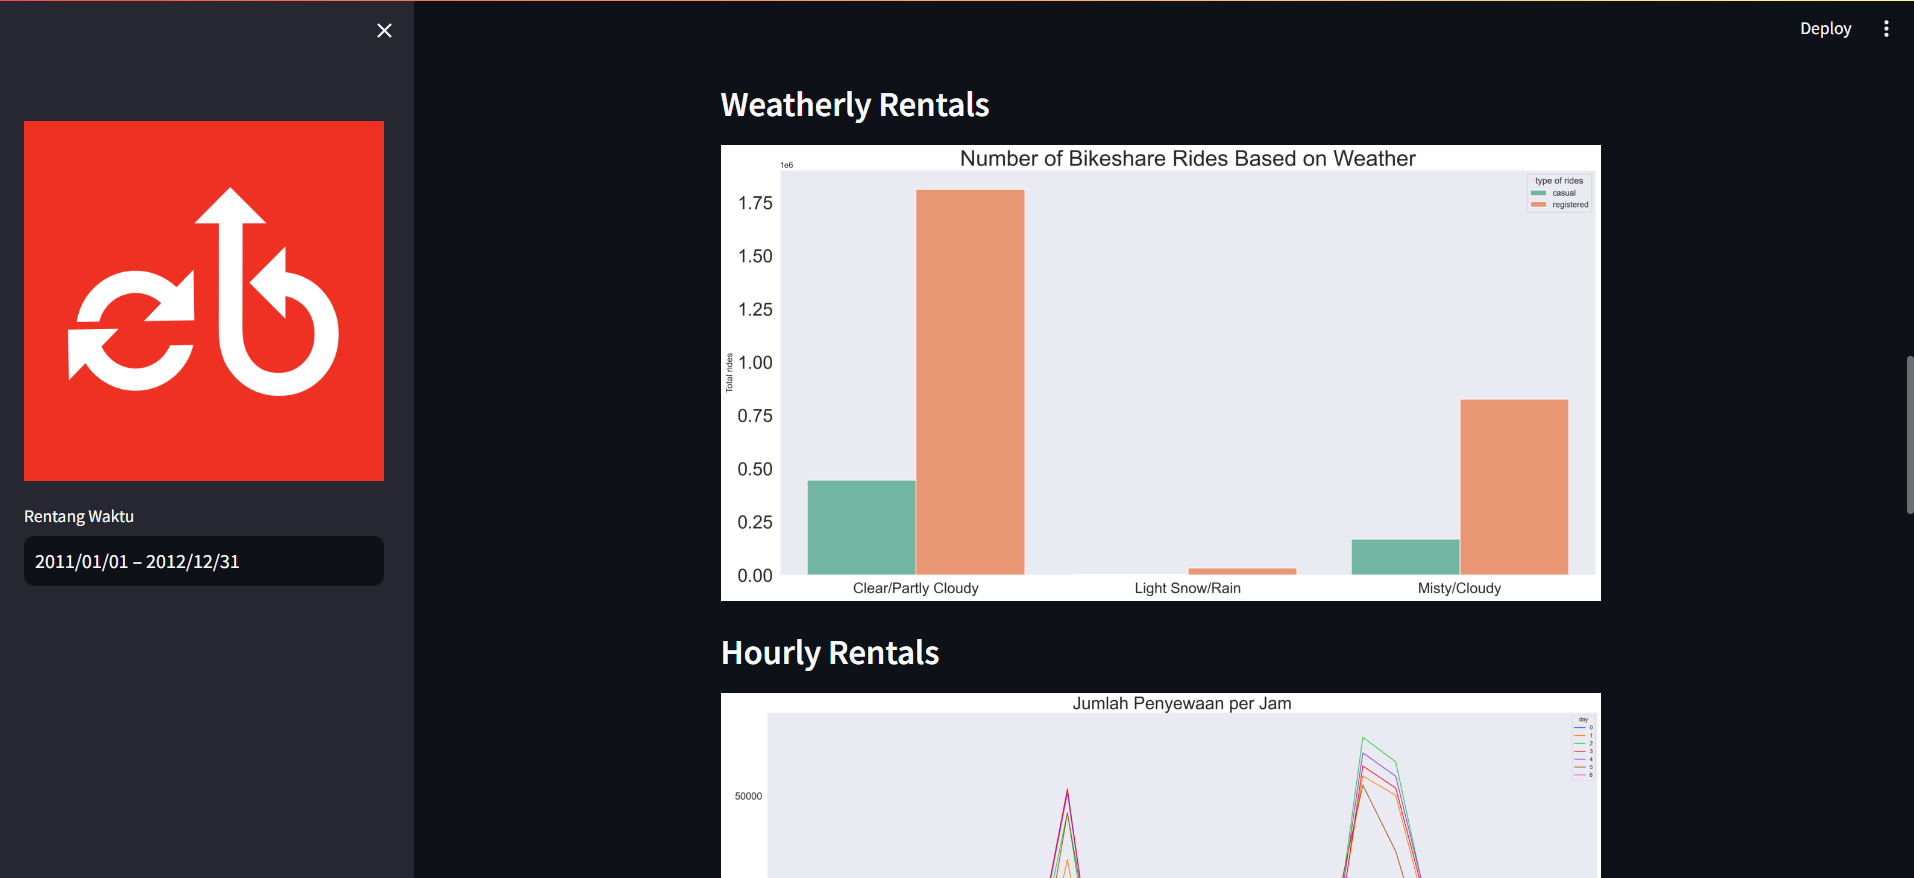 Deploy
Rentang Waktu
2011/01/01 – 2012/12/31
Weatherly Rentals
Number of Bikeshare Rides Based on Weather
1e6
type of rides
casual
registered
1.75
1.50
1.25
1.00
0.75
0.50
0.25
0.00
Total rides
Clear/Partly Cloudy
Light Snow/Rain
Misty/Cloudy
Hourly Rentals
Jumlah Penyewaan per Jam
day
0
1
2
3
4
5
6
50000